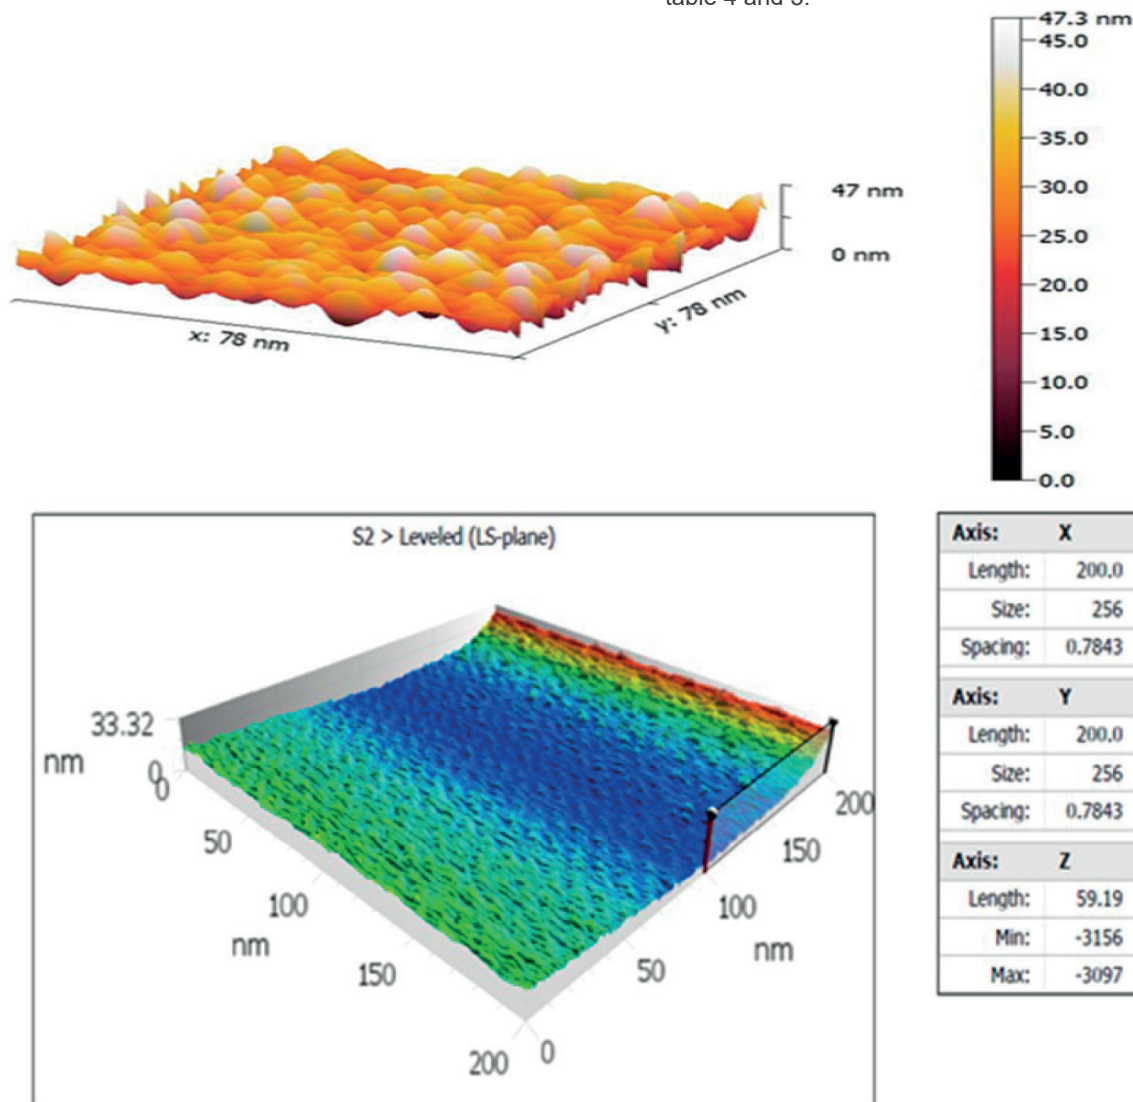 47.3 nm
45.0
40.0
35.0
30.0
25.0
20.0
15.0
10.0
5.0
0.0
47 nm
0 nm
x: 78 nm
y: 78 nm
S2 > Leveled (LS-plane)
33.32
nm
0
0
50
100
nm
150
200
0
50
100
nm
150
200
Axis: X
Length: 200.0
Size: 256
Spacing: 0.7843
Axis: Y
Length: 200.0
Size: 256
Spacing: 0.7843
Axis: Z
Length: 59.19
Min: -3156
Max: -3097